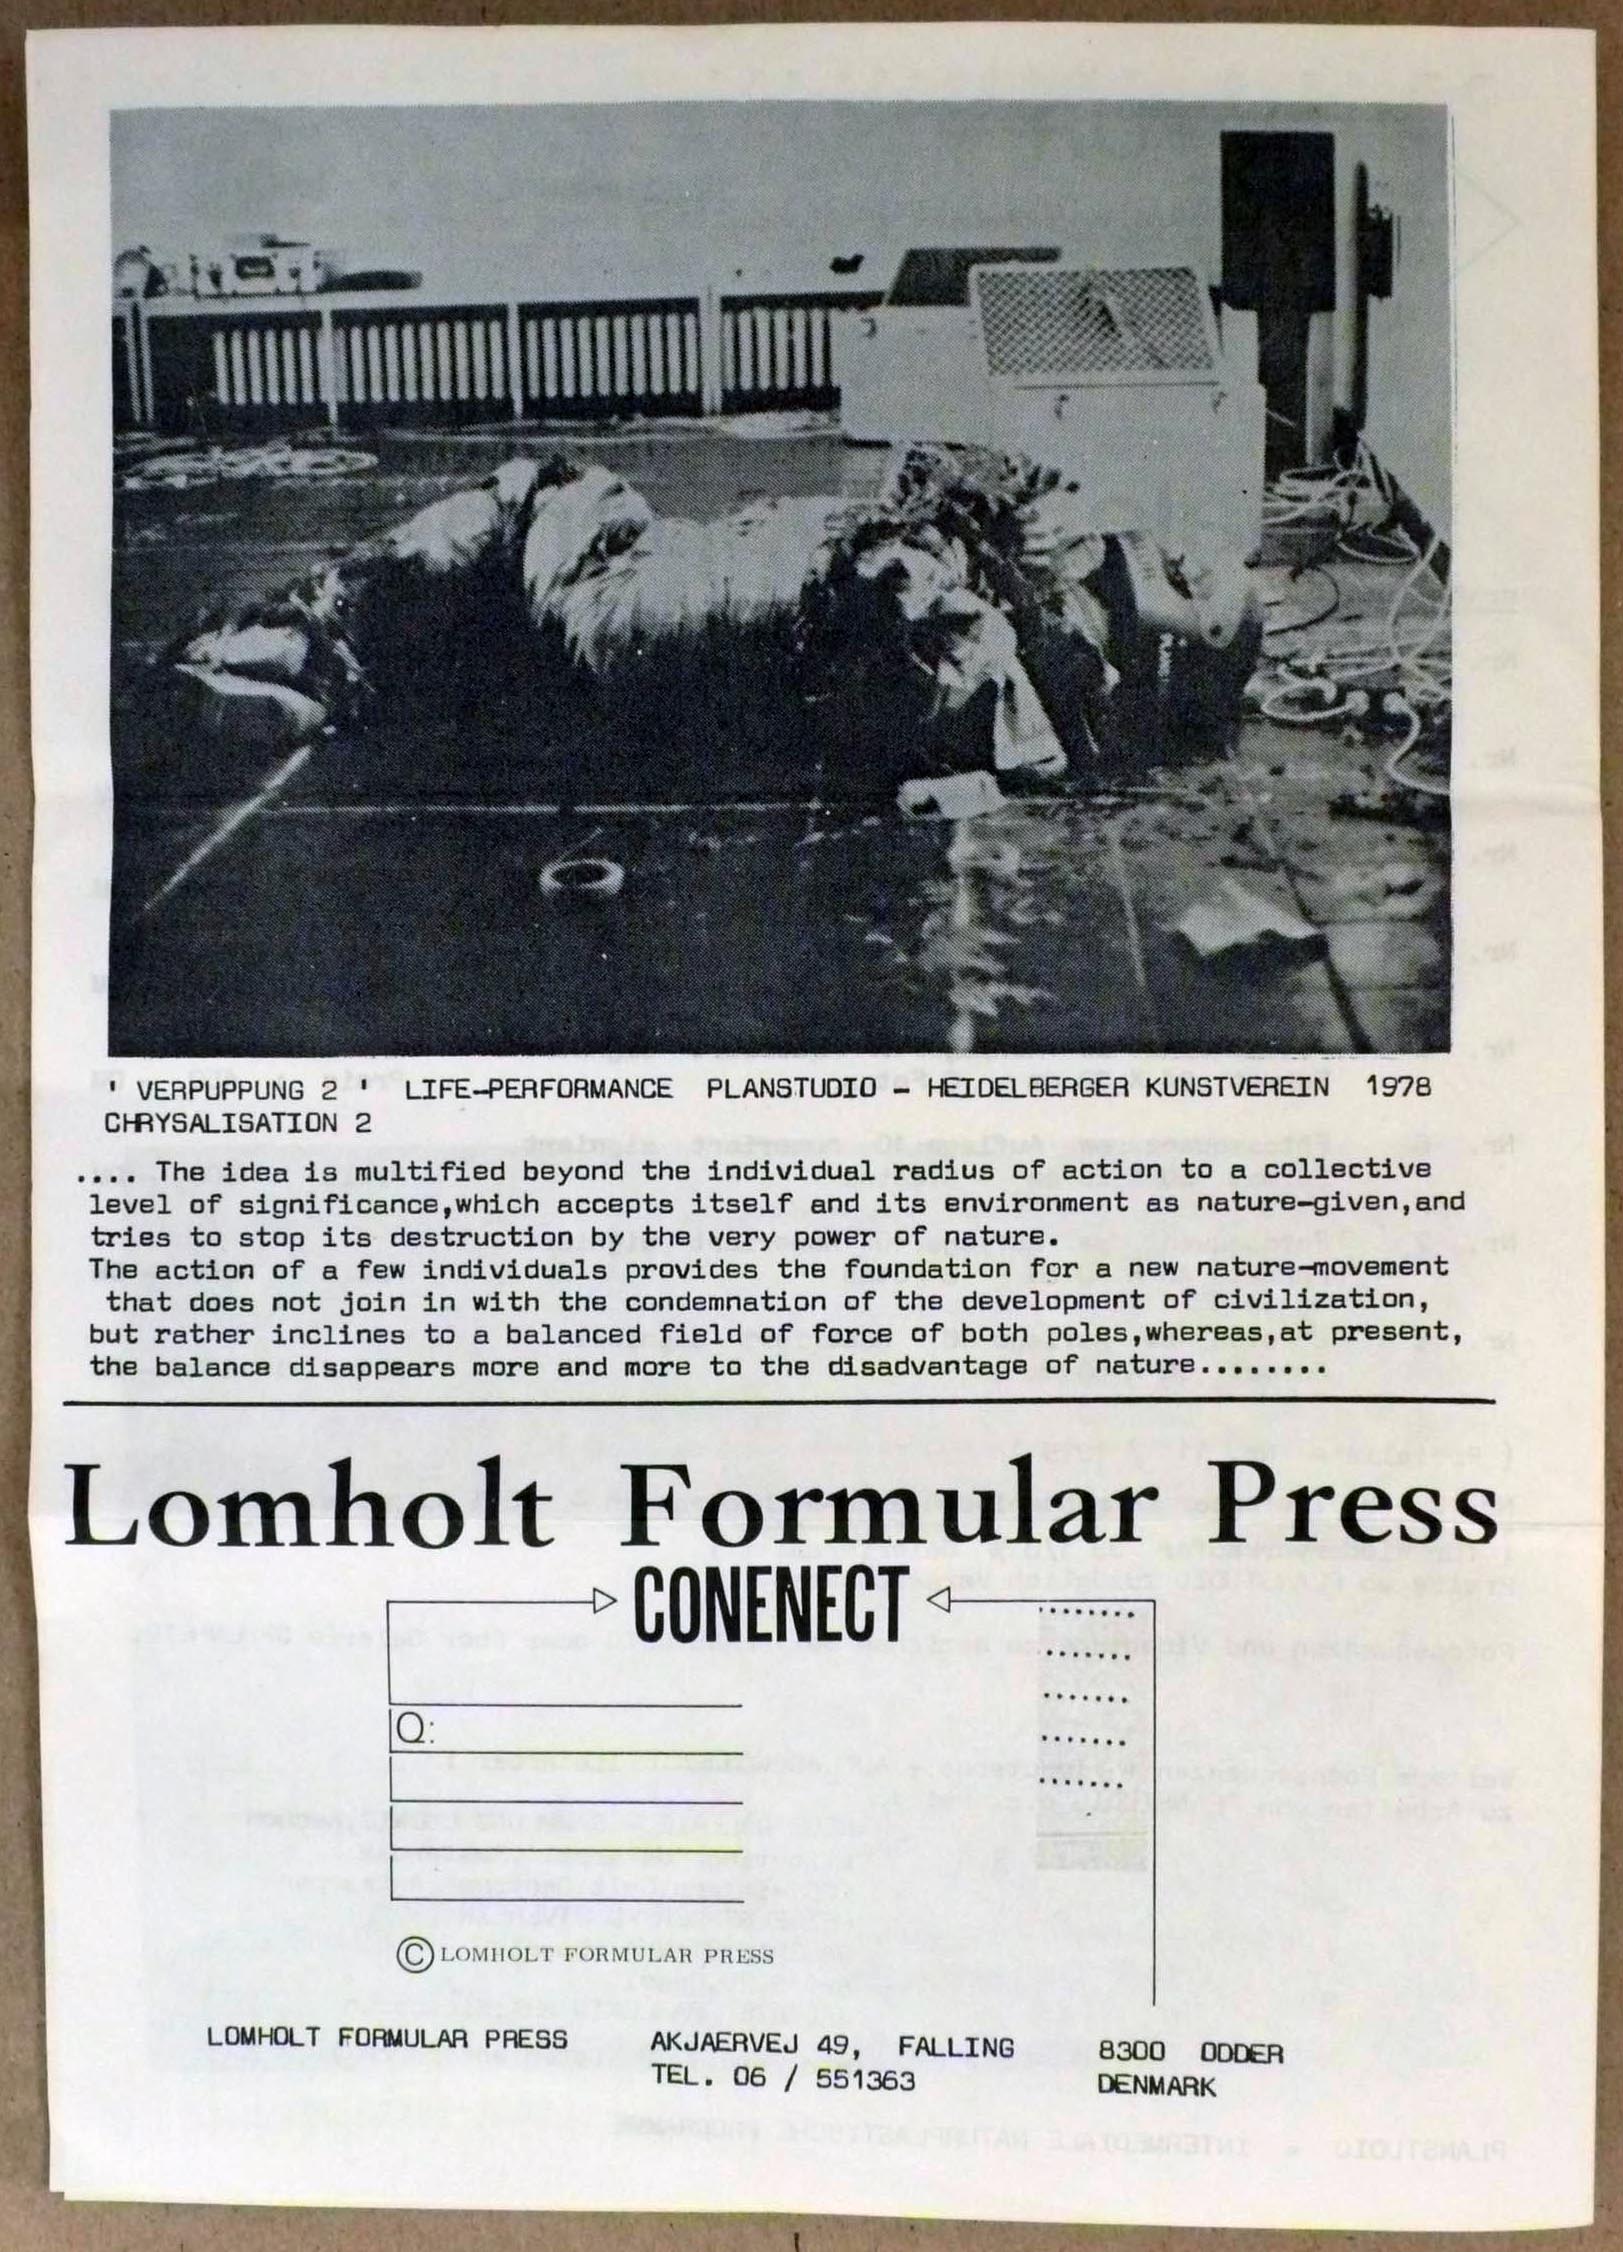 ' VERPUPPUNG 2 ' LIFE-PERFORMANCE PLANSTUDIO - HEIDELBERGER KUNSTVEREIN 1978
CHRYSALISATION 2
.... The idea is multified beyond the individual radius of action to a collective
level of significance,which accepts itself and its environment as nature-given,and
tries to stop its destruction by the very power of nature.
The action of a few individuals provides the foundation for a new nature-movement
that does not join in with the condemnation of the development of civilization,
but rather inclines to a balanced field of force of both poles,whereas,at present,
the balance disappears more and more to the disadvantage of nature........
Lomholt Formular Press
CONENECT
Q:
© LOMHOLT FORMULAR PRESS
LOMHOLT FORMULAR PRESS AKJAERVEJ 49, FALLING 8300 ODDER
TEL. 06 / 551363 DENMARK